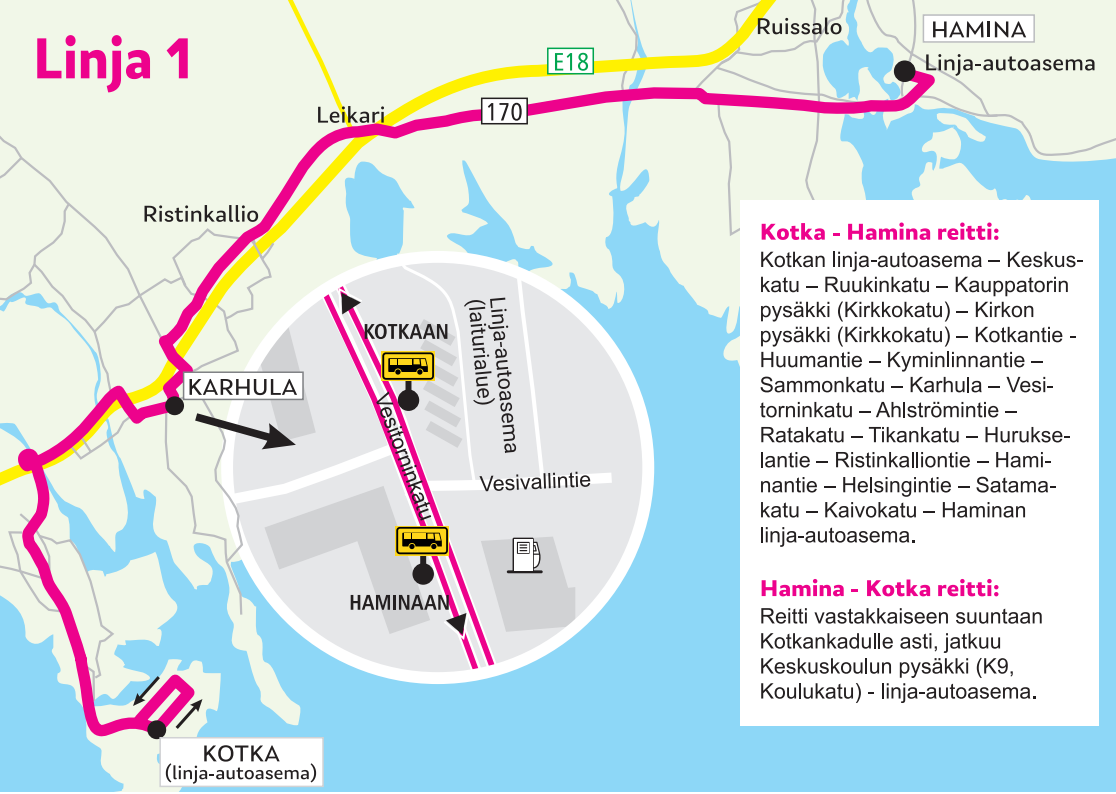 Linja 1
Ruissalo
HAMINA
Linja-autoasema
E18
170
Leikari
Ristinkallio
KARHULA
KOTKAAN
Linja-autoasema
(laiturialue)
Vesitorninkatu
Vesivallintie
HAMINAAN
KOTKA
(linja-autoasema)
Kotka - Hamina reitti:
Kotkan linja-autoasema – Keskus-
katu – Ruukinkatu – Kauppatorin
pysäkki (Kirkkokatu) – Kirkon
pysäkki (Kirkkokatu) – Kotkantie -
Huumantie – Kyminlinnantie –
Sammonkatu – Karhula – Vesi-
torninkatu – Ahlströmintie –
Ratakatu – Tikankatu – Hurukse-
lantie – Ristinkalliontie – Hami-
nantie – Helsingintie – Satama-
katu – Kaivokatu – Haminan
linja-autoasema.
Hamina - Kotka reitti:
Reitti vastakkaiseen suuntaan
Kotkankadulle asti, jatkuu
Keskuskoulun pysäkki (K9,
Koulukatu) - linja-autoasema.